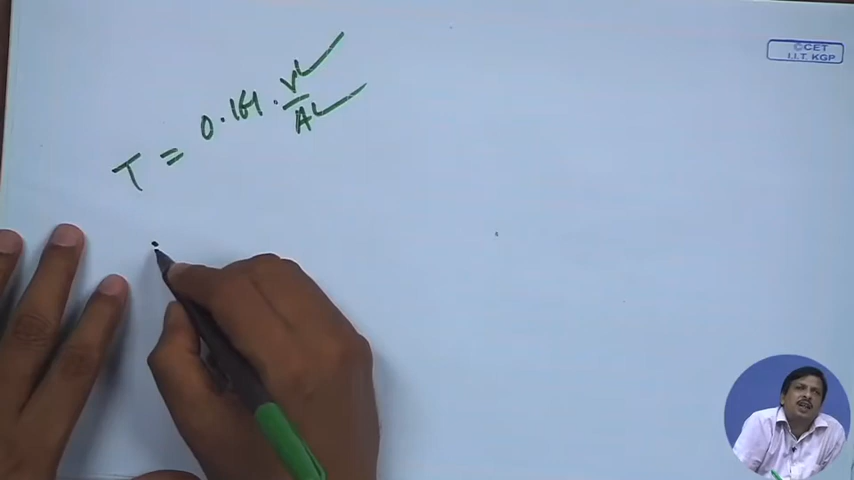 T = 0.161 · V/A
©CET
I.I.T. KGP